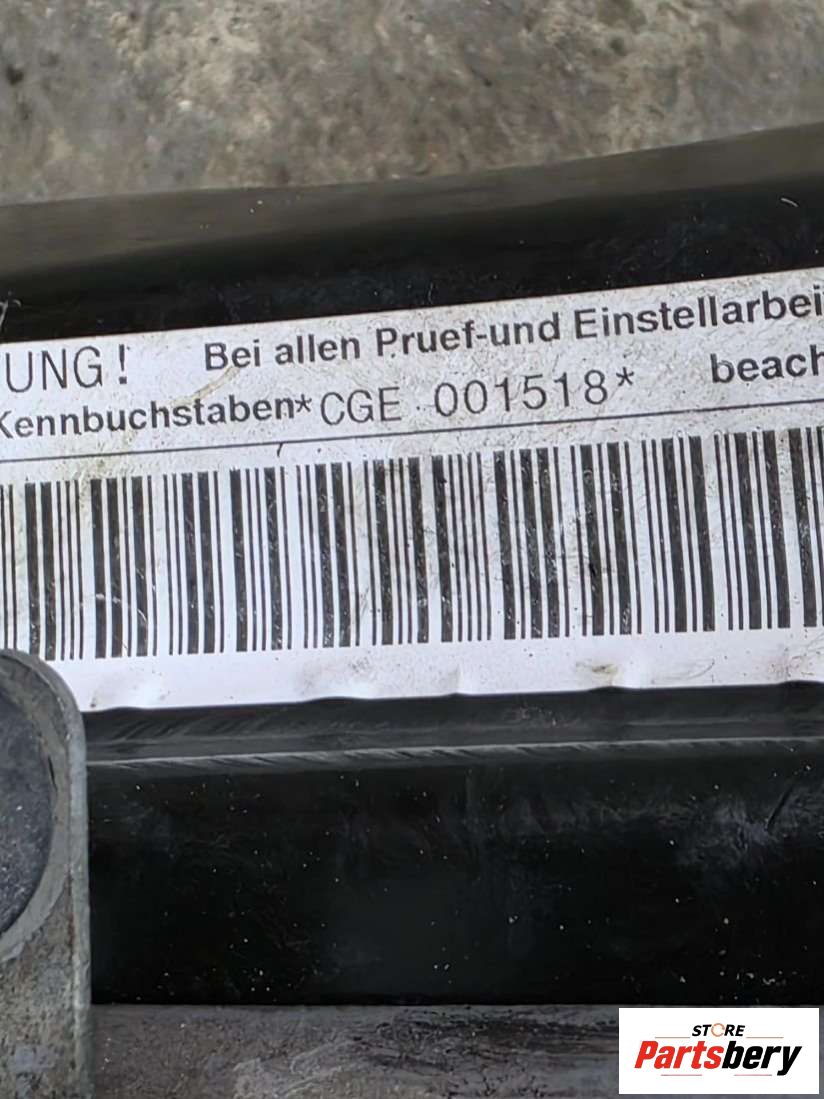 UNG! Bei allen Pruef-und Einstellarbei
Kennbuchstaben*CGE 001518* beach
STORE
Partsbery